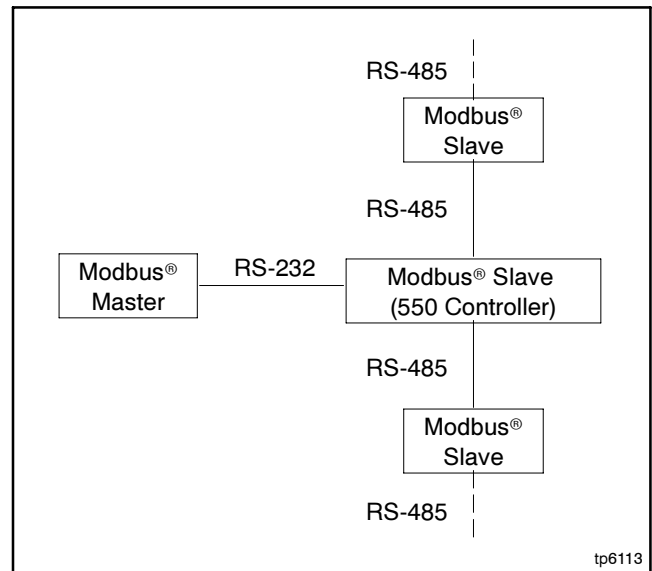 RS-485
Modbus®
Slave
RS-485
Modbus®
Master
RS-232
Modbus® Slave
(550 Controller)
RS-485
Modbus®
Slave
RS-485
tp6113